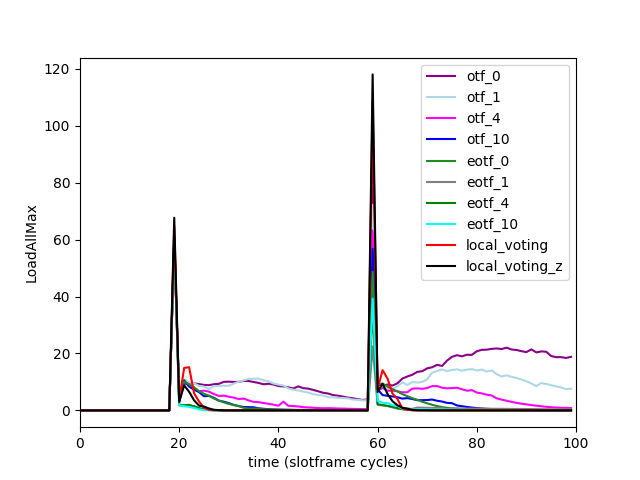 120
100
80
60
40
20
0
LoadAllMax
0 20 40 60 80 100
time (slotframe cycles)
otf_0
otf_1
otf_4
otf_10
eotf_0
eotf_1
eotf_4
eotf_10
local_voting
local_voting_z